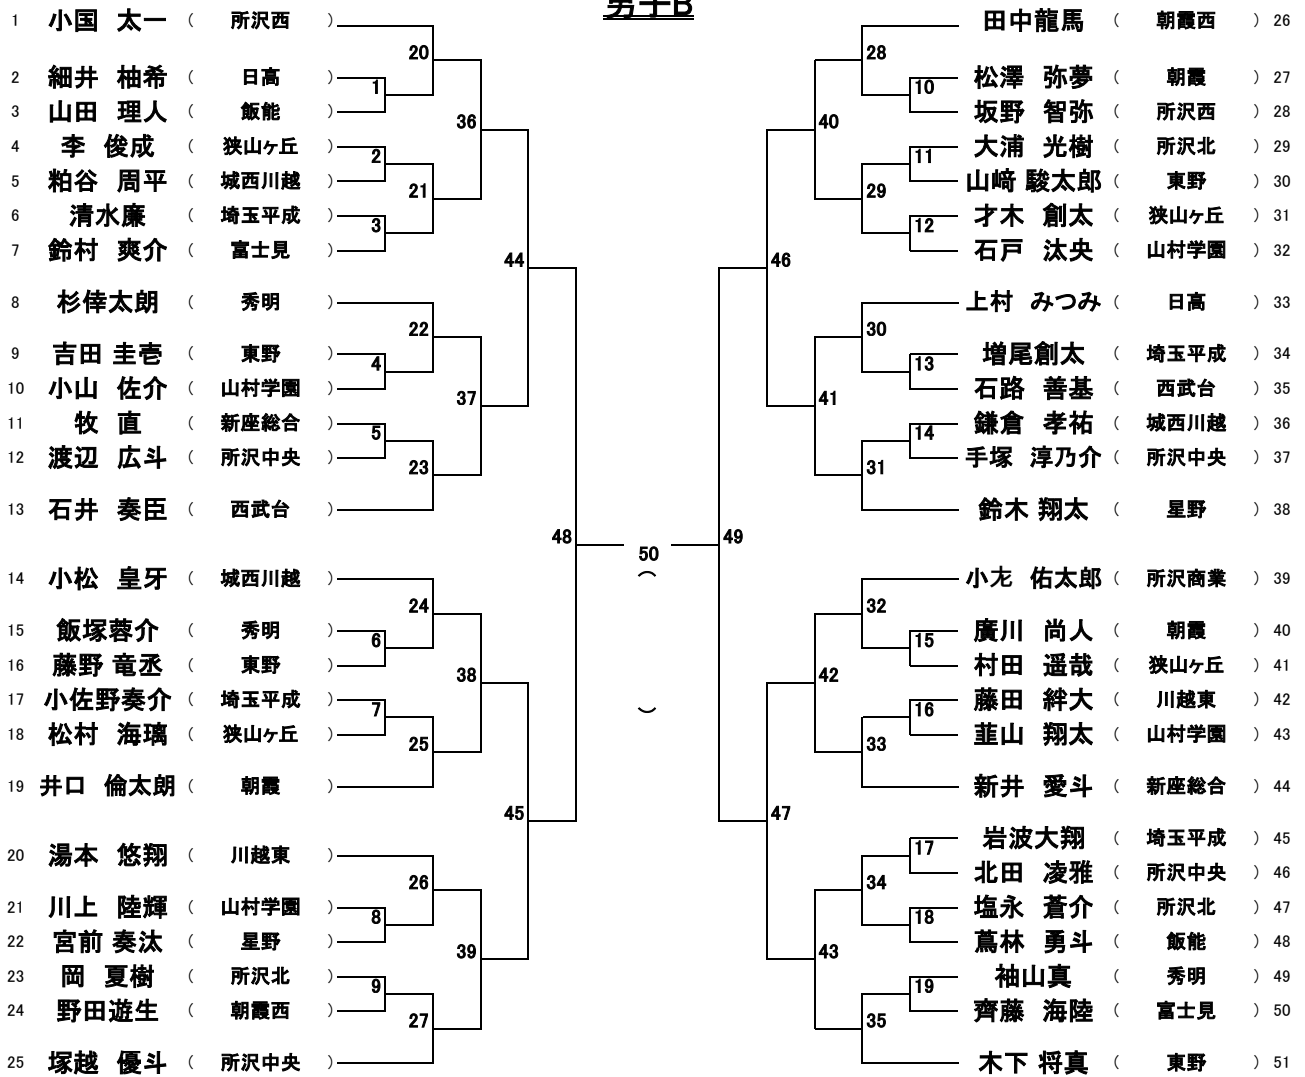 男子B
1 小国 太一 （ 所沢西 ）
2 細井 柚希 （ 日高 ）
3 山田 理人 （ 飯能 ）
4 李 俊成 （ 狭山ヶ丘 ）
5 粕谷 周平 （ 城西川越 ）
6 清水廉 （ 埼玉平成 ）
7 鈴村 爽介 （ 富士見 ）
8 杉倖太朗 （ 秀明 ）
9 吉田 圭壱 （ 東野 ）
10 小山 佐介 （ 山村学園 ）
11 牧 直 （ 新座総合 ）
12 渡辺 広斗 （ 所沢中央 ）
13 石井 奏臣 （ 西武台 ）
14 小松 皇牙 （ 城西川越 ）
15 飯塚蓉介 （ 秀明 ）
16 藤野 竜丞 （ 東野 ）
17 小佐野奏介 （ 埼玉平成 ）
18 松村 海璃 （ 狭山ヶ丘 ）
19 井口 倫太朗 （ 朝霞 ）
20 湯本 悠翔 （ 川越東 ）
21 川上 陸輝 （ 山村学園 ）
22 宮前 奏汰 （ 星野 ）
23 岡 夏樹 （ 所沢北 ）
24 野田遊生 （ 朝霞西 ）
25 塚越 優斗 （ 所沢中央 ）
20
1
36
2
21
3
44
22
4
37
5
23
48
24
6
38
7
25
45
26
8
39
9
27
50
（
）
28
10
40
11
29
12
46
30
13
41
14
31
49
32
15
42
16
33
47
17
34
18
43
19
35
田中龍馬 （ 朝霞西 ） 26
松澤 弥夢 （ 朝霞 ） 27
坂野 智弥 （ 所沢西 ） 28
大浦 光樹 （ 所沢北 ） 29
山﨑 駿太郎 （ 東野 ） 30
才木 創太 （ 狭山ヶ丘 ） 31
石戸 汰央 （ 山村学園 ） 32
上村 みつみ （ 日高 ） 33
増尾創太 （ 埼玉平成 ） 34
石路 善基 （ 西武台 ） 35
鎌倉 孝祐 （ 城西川越 ） 36
手塚 淳乃介 （ 所沢中央 ） 37
鈴木 翔太 （ 星野 ） 38
小尨 佑太郎 （ 所沢商業 ） 39
廣川 尚人 （ 朝霞 ） 40
村田 遥哉 （ 狭山ヶ丘 ） 41
藤田 絆大 （ 川越東 ） 42
韮山 翔太 （ 山村学園 ） 43
新井 愛斗 （ 新座総合 ） 44
岩波大翔 （ 埼玉平成 ） 45
北田 凌雅 （ 所沢中央 ） 46
塩永 蒼介 （ 所沢北 ） 47
蔦林 勇斗 （ 飯能 ） 48
袖山真 （ 秀明 ） 49
齊藤 海陸 （ 富士見 ） 50
木下 将真 （ 東野 ） 51